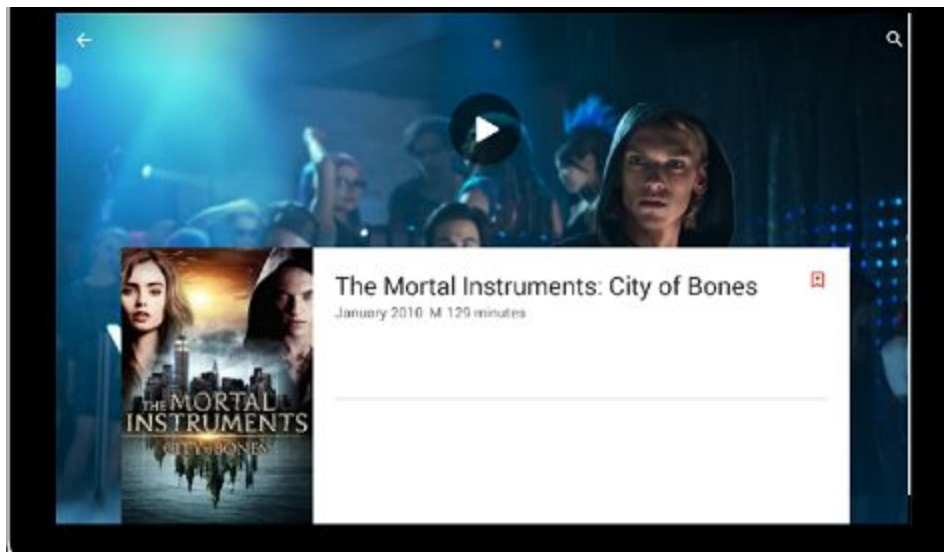 The Mortal Instruments: City of Bones
January 2010 M 129 minutes
THE MORTAL
INSTRUMENTS
CITY OF BONES